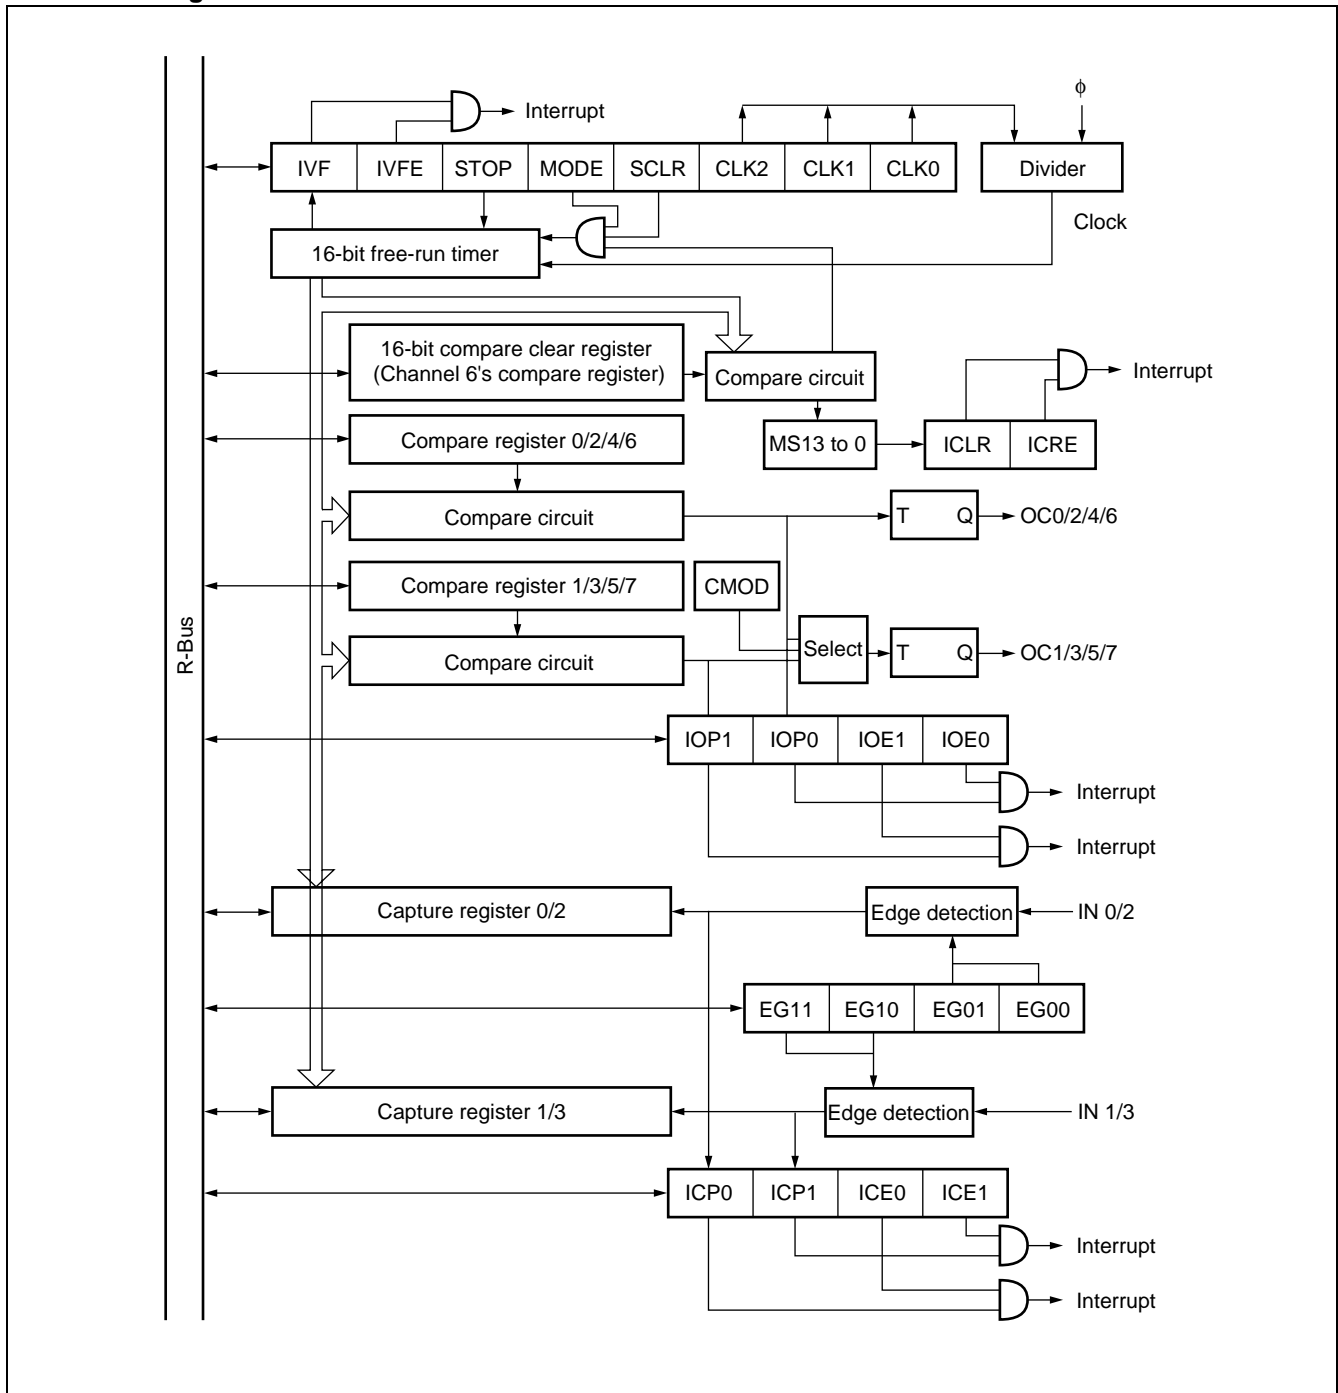 φ
Interrupt
IVF IVFE STOP MODE SCLR CLK2 CLK1 CLK0 Divider
Clock
16-bit free-run timer
16-bit compare clear register
(Channel 6's compare register)
Compare circuit
Interrupt
Compare register 0/2/4/6
MS13 to 0
ICLR ICRE
Compare circuit
T Q OC0/2/4/6
Compare register 1/3/5/7
CMOD
R-Bus
Compare circuit
Select
T Q OC1/3/5/7
IOP1 IOP0 IOE1 IOE0
Interrupt
Interrupt
Capture register 0/2
Edge detection
IN 0/2
EG11 EG10 EG01 EG00
Capture register 1/3
Edge detection
IN 1/3
ICP0 ICP1 ICE0 ICE1
Interrupt
Interrupt